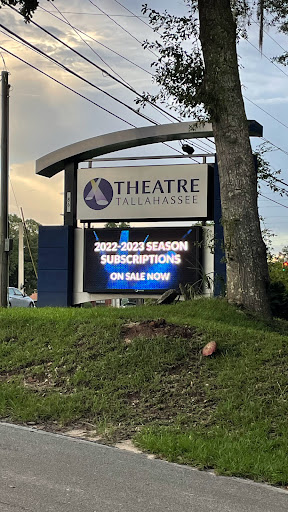 THEATRE
TALLAHASSEE
2022-2023 SEASON
SUBSCRIPTIONS
ON SALE NOW